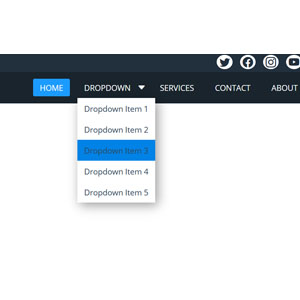 HOME DROPDOWN SERVICES CONTACT ABOUT
Dropdown Item 1
Dropdown Item 2
Dropdown Item 3
Dropdown Item 4
Dropdown Item 5